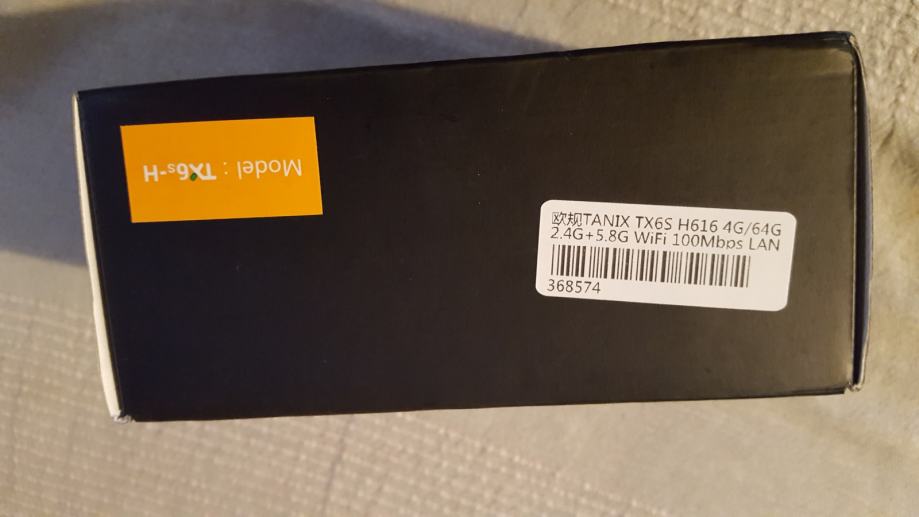 Model : TX6s-H
欧规TANIX TX6S H616 4G/64G
2.4G+5.8G WiFi 100Mbps LAN
368574